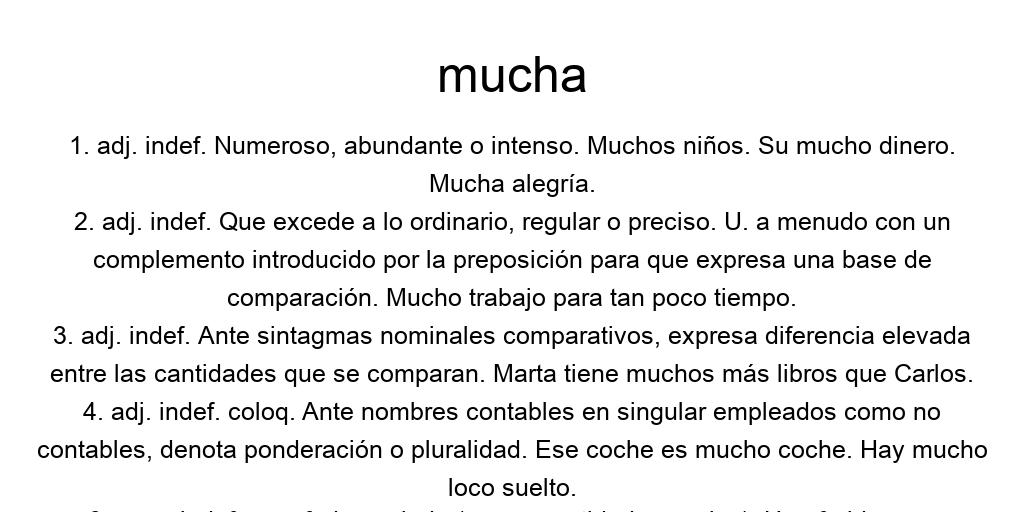 mucha
1. adj. indef. Numeroso, abundante o intenso. Muchos niños. Su mucho dinero.
Mucha alegría.
2. adj. indef. Que excede a lo ordinario, regular o preciso. U. a menudo con un
complemento introducido por la preposición para que expresa una base de
comparación. Mucho trabajo para tan poco tiempo.
3. adj. indef. Ante sintagmas nominales comparativos, expresa diferencia elevada
entre las cantidades que se comparan. Marta tiene muchos más libros que Carlos.
4. adj. indef. coloq. Ante nombres contables en singular empleados como no
contables, denota ponderación o pluralidad. Ese coche es mucho coche. Hay mucho
loco suelto.